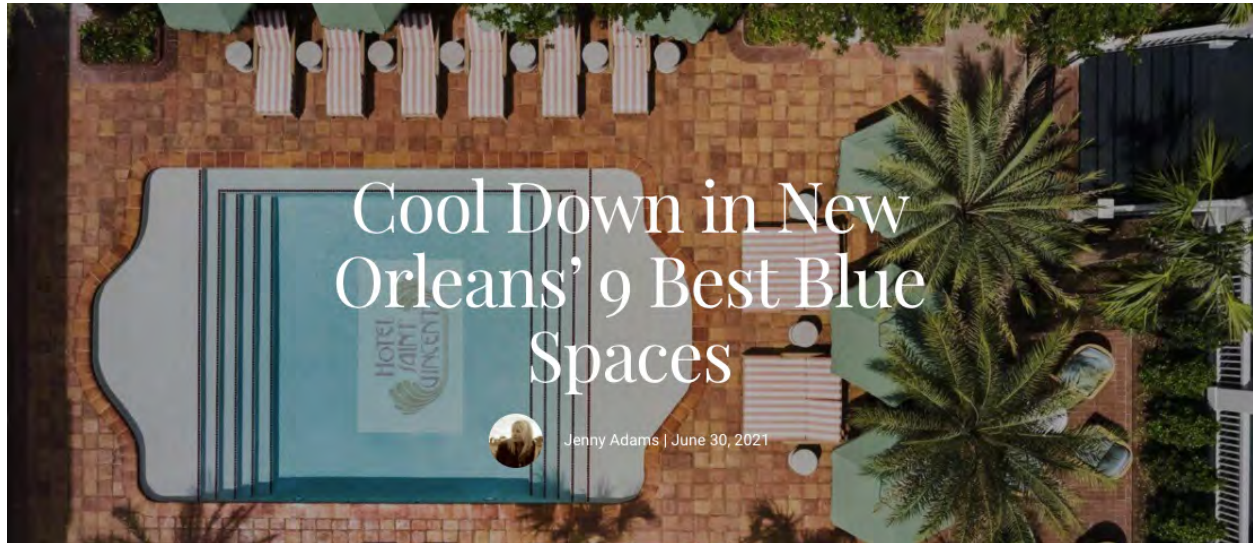 Cool Down in New
Orleans’ 9 Best Blue
Spaces
Jenny Adams | June 30, 2021
HOTEL
SAINT
VINCENT